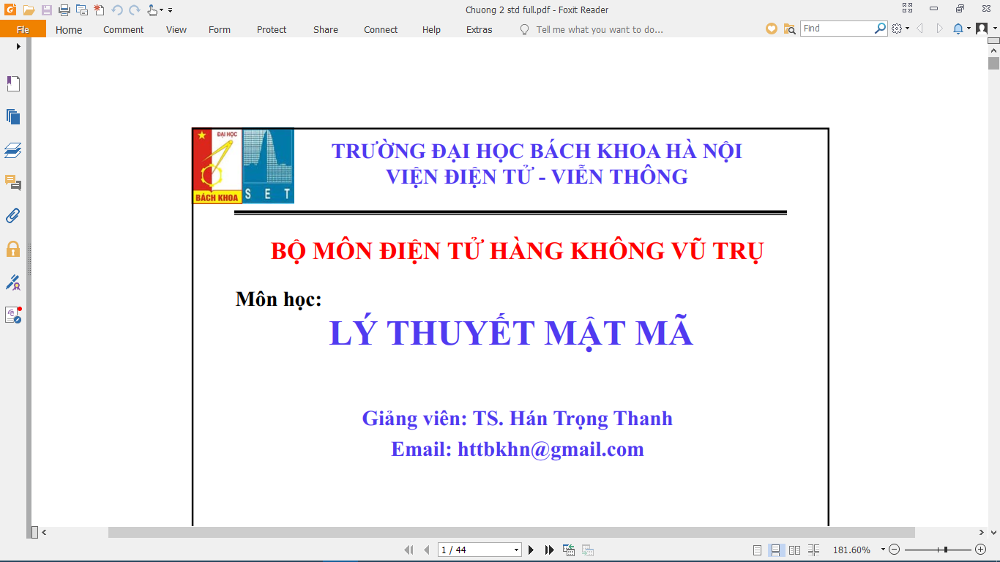 Chuong 2 std full.pdf - Foxit Reader
File Home Comment View Form Protect Share Connect Help Extras Tell me what you want to do... Find
ĐẠI HỌC
BÁCH KHOA
S E T
TRƯỜNG ĐẠI HỌC BÁCH KHOA HÀ NỘI
VIỆN ĐIỆN TỬ - VIỄN THÔNG
BỘ MÔN ĐIỆN TỬ HÀNG KHÔNG VŨ TRỤ
Môn học:
LÝ THUYẾT MẬT MÃ
Giảng viên: TS. Hán Trọng Thanh
Email: httbkhn@gmail.com
1 / 44 181.60%